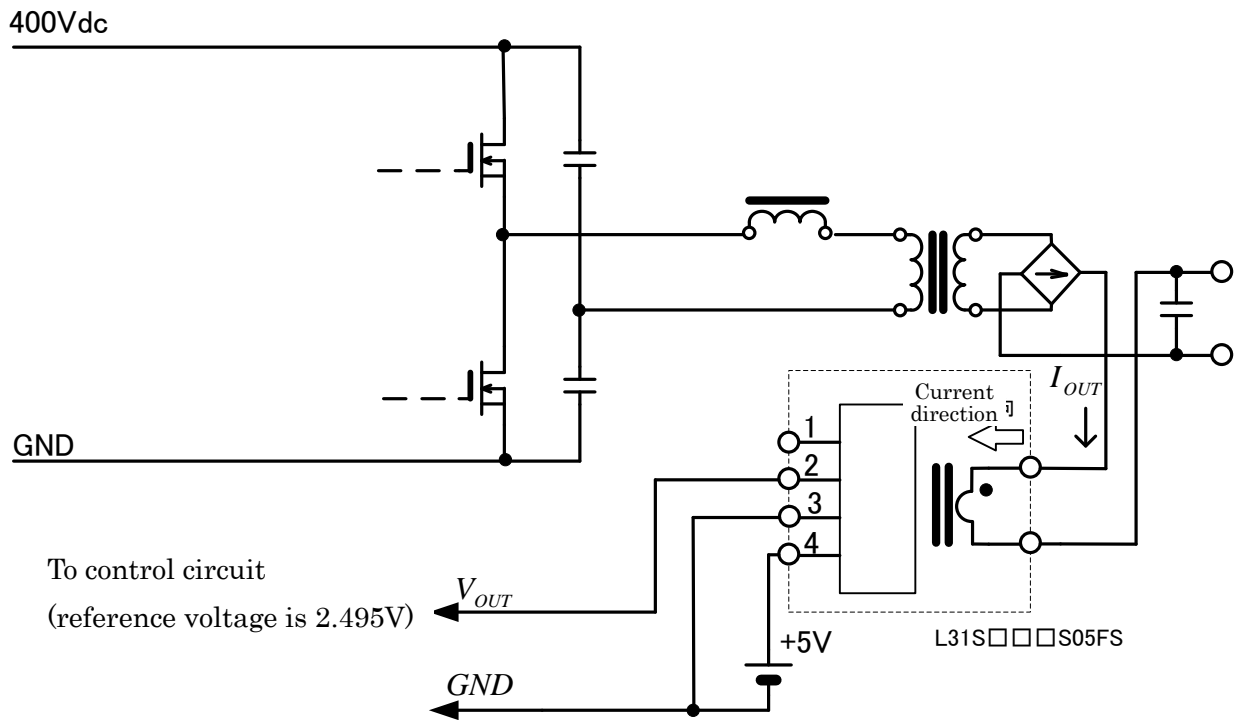 400Vdc
I_OUT
Current
direction
GND
1
2
3
4
To control circuit
(reference voltage is 2.495V)
V_OUT
+5V
L31S□□□S05FS
GND